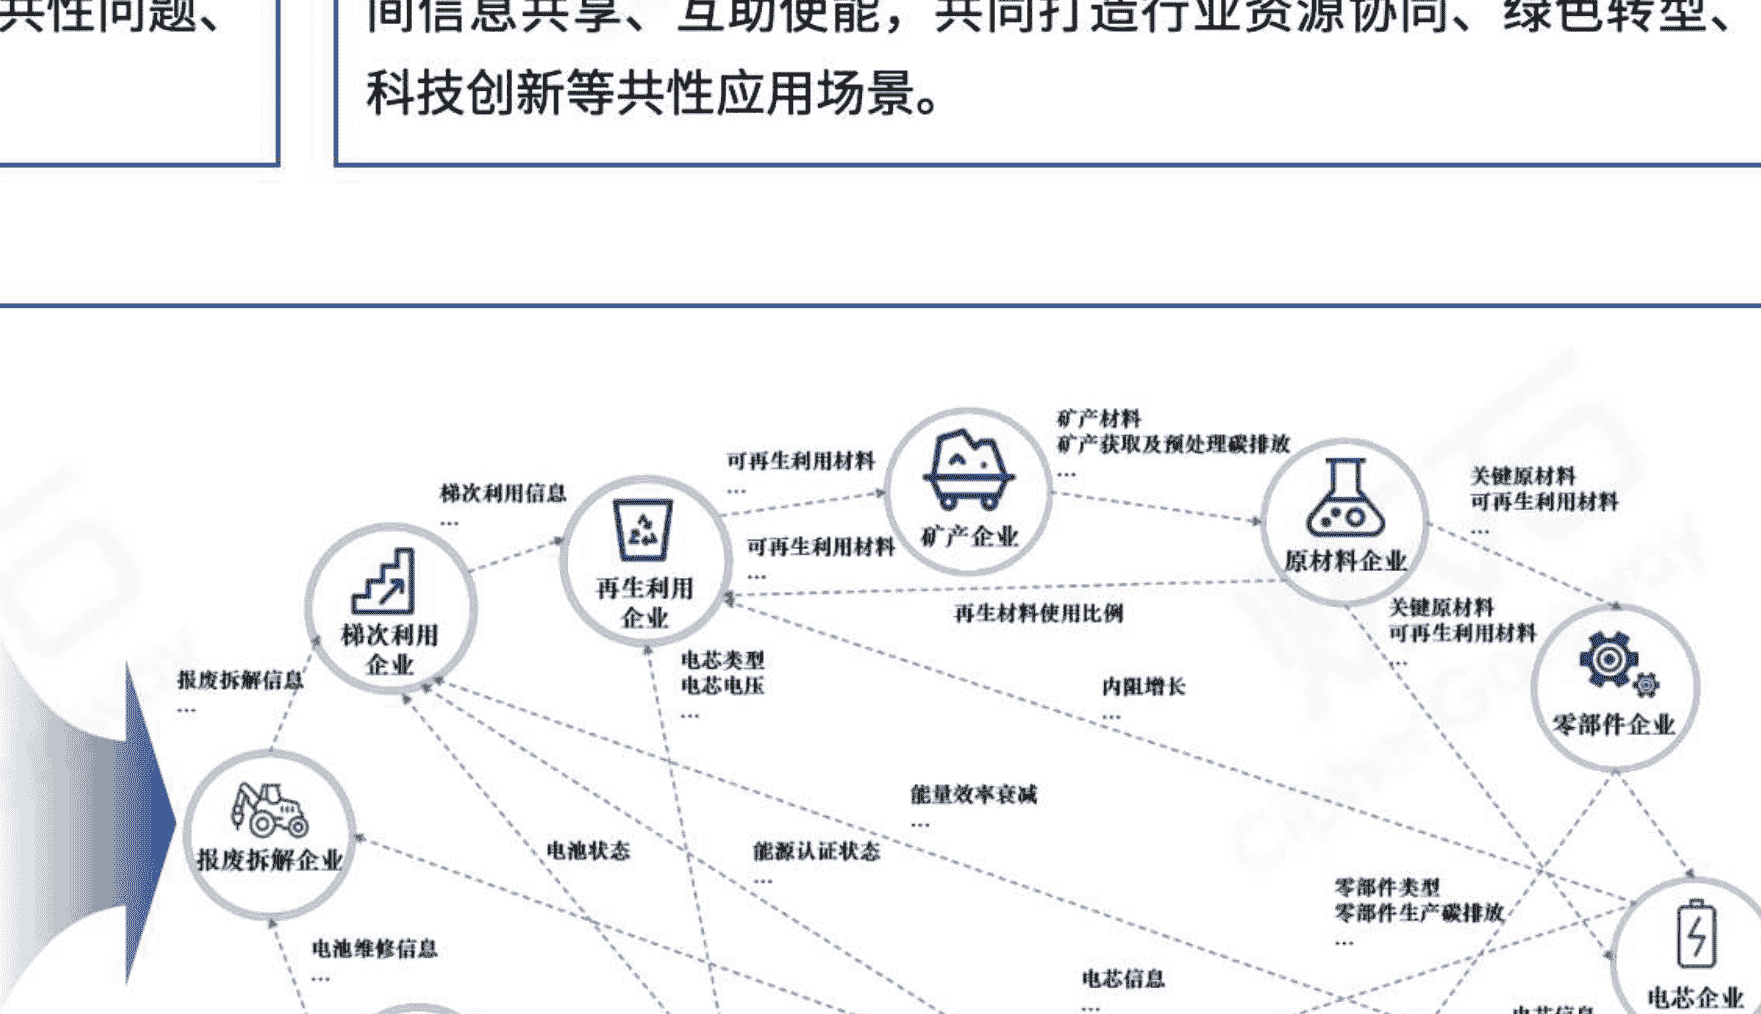 共性问题、
间信息共享、互助使能，共同打造行业资源协同、绿色转型、
科技创新等共性应用场景。
矿产材料
矿产获取及预处理碳排放
...
可再生利用材料
...
关键原材料
可再生利用材料
...
梯次利用信息
...
矿产企业
可再生利用材料
...
原材料企业
再生利用
企业
再生材料使用比例
关键原材料
可再生利用材料
...
梯次利用
企业
电芯类型
电芯电压
...
报废拆解信息
...
内阻增长
...
零部件企业
能量效率衰减
...
电池状态
能源认证状态
...
报废拆解企业
零部件类型
零部件生产碳排放
...
电池维修信息
...
电芯信息
...
电芯企业
电芯信息